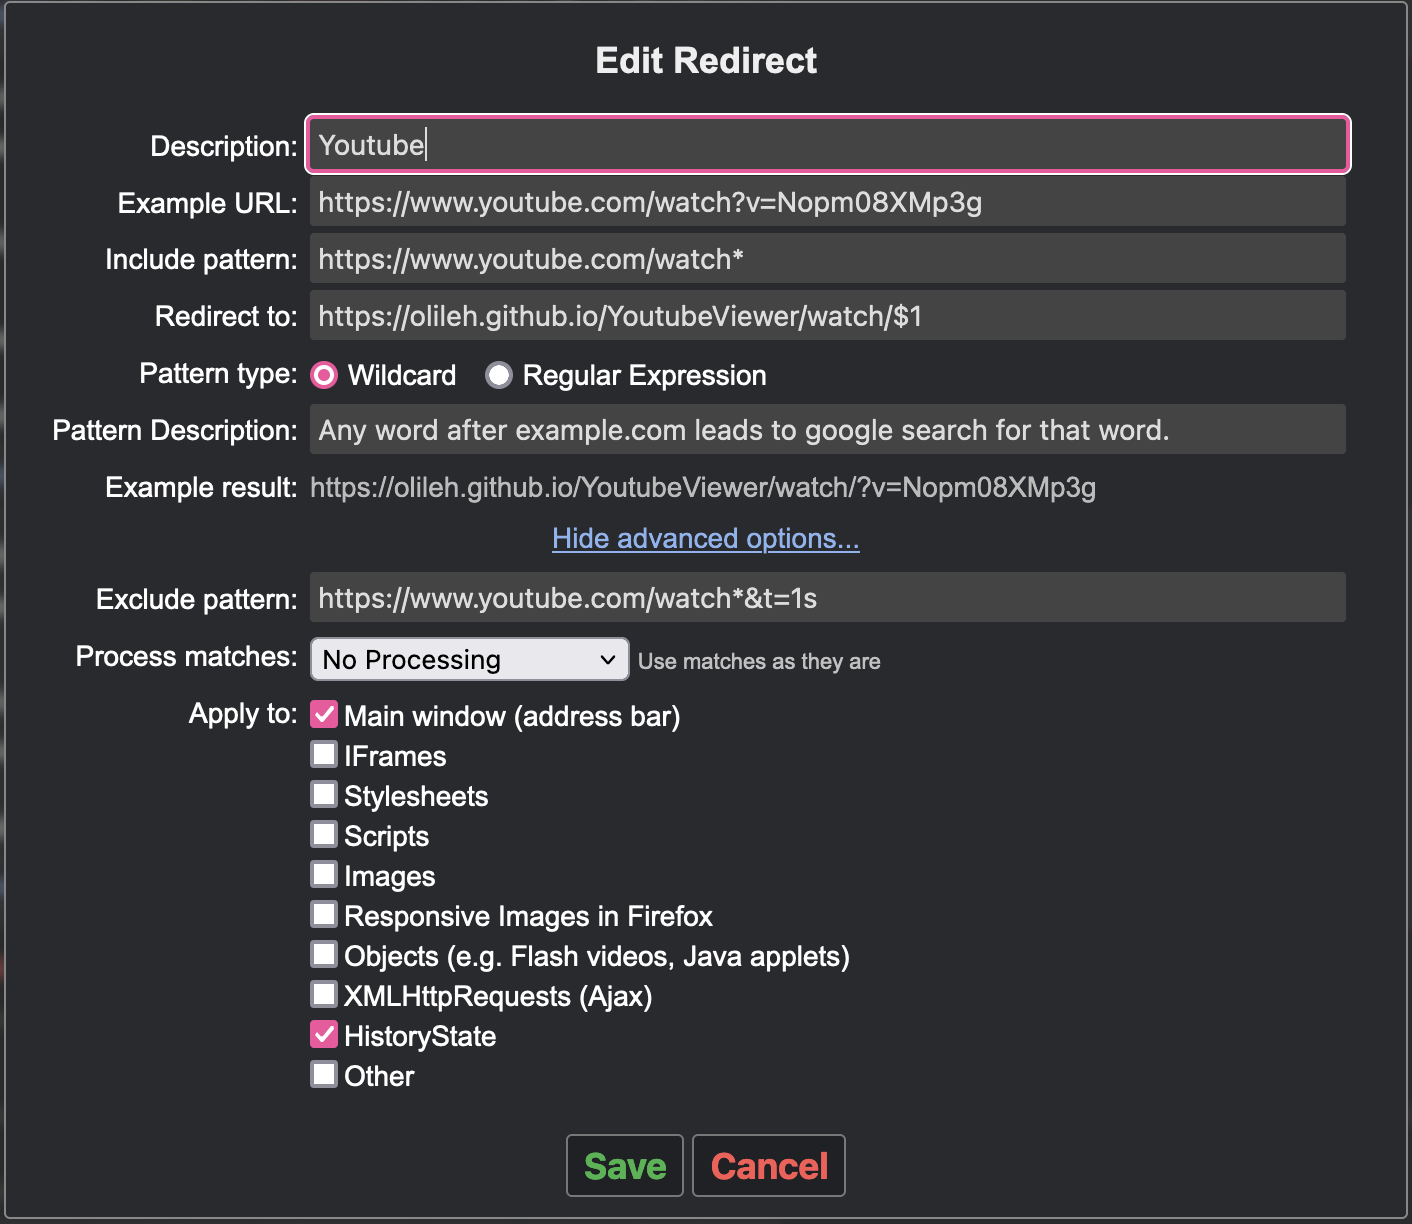 Edit Redirect
Description: Youtube
Example URL: https://www.youtube.com/watch?v=Nopm08XMp3g
Include pattern: https://www.youtube.com/watch*
Redirect to: https://olileh.github.io/YoutubeViewer/watch/$1
Pattern type: Wildcard Regular Expression
Pattern Description: Any word after example.com leads to google search for that word.
Example result: https://olileh.github.io/YoutubeViewer/watch/?v=Nopm08XMp3g
Hide advanced options...
Exclude pattern: https://www.youtube.com/watch*&t=1s
Process matches: No Processing Use matches as they are
Apply to: Main window (address bar)
IFrames
Stylesheets
Scripts
Images
Responsive Images in Firefox
Objects (e.g. Flash videos, Java applets)
XMLHttpRequests (Ajax)
HistoryState
Other
Save Cancel